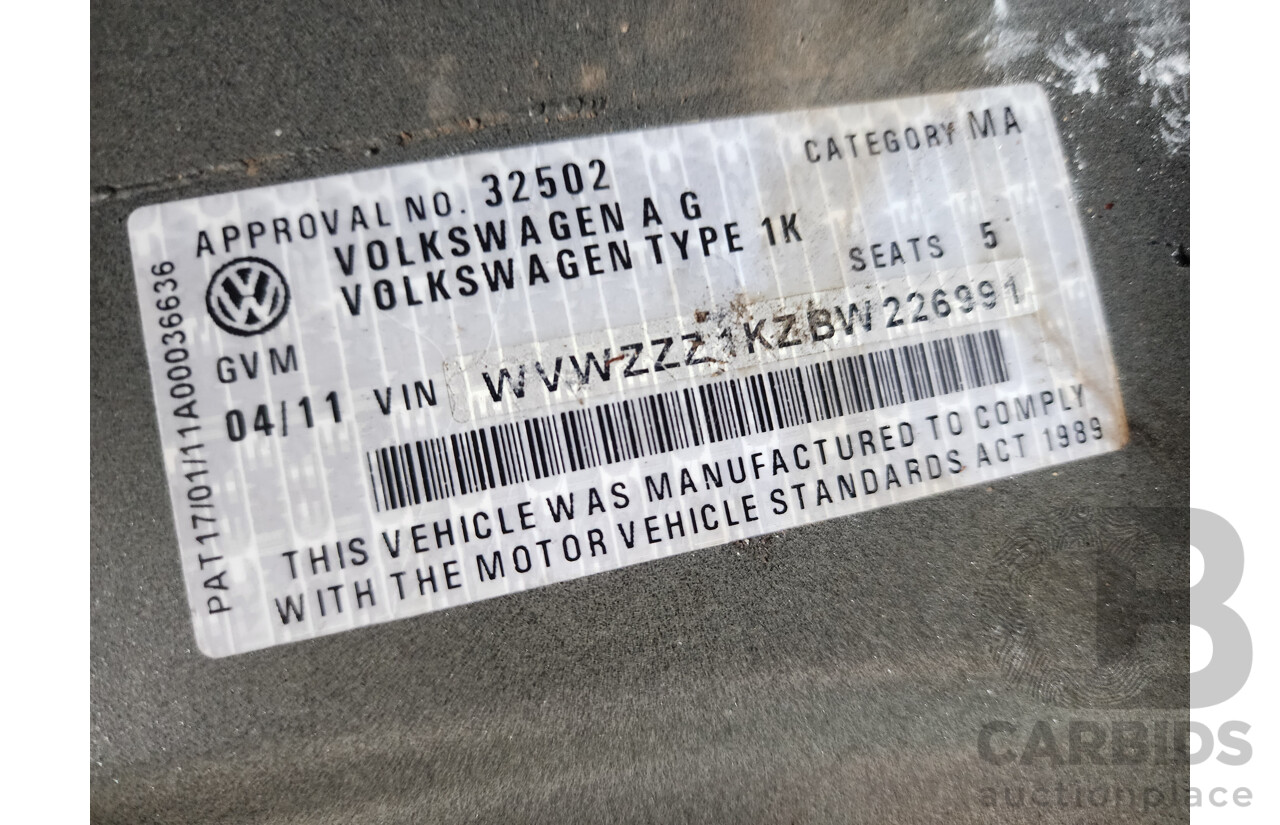 APPROVAL NO. 32502 CATEGORY MA
VOLKSWAGEN A G
VOLKSWAGEN TYPE 1K SEATS 5
GVM
04/11 VIN WVWZZZ1KZBW226991
THIS VEHICLE WAS MANUFACTURED TO COMPLY
WITH THE MOTOR VEHICLE STANDARDS ACT 1989
PAT17/01/11A00036636
CARBIDS
auctionplace